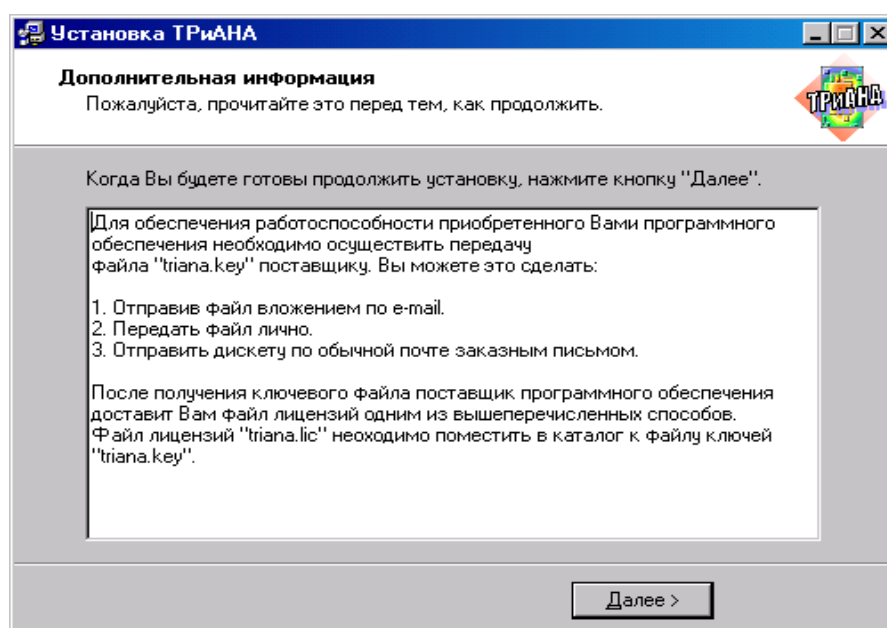 Установка ТРиАНА
Дополнительная информация
Пожалуйста, прочитайте это перед тем, как продолжить.
ТРиАНА
Когда Вы будете готовы продолжить установку, нажмите кнопку "Далее".
Для обеспечения работоспособности приобретенного Вами программного
обеспечения необходимо осуществить передачу
файла "triana.key" поставщику. Вы можете это сделать:
1. Отправив файл вложением по e-mail.
2. Передать файл лично.
3. Отправить дискету по обычной почте заказным письмом.
После получения ключевого файла поставщик программного обеспечения
доставит Вам файл лицензий одним из вышеперечисленных способов.
Файл лицензий "triana.lic" неоходимо поместить в каталог к файлу ключей
"triana.key".
Далее >